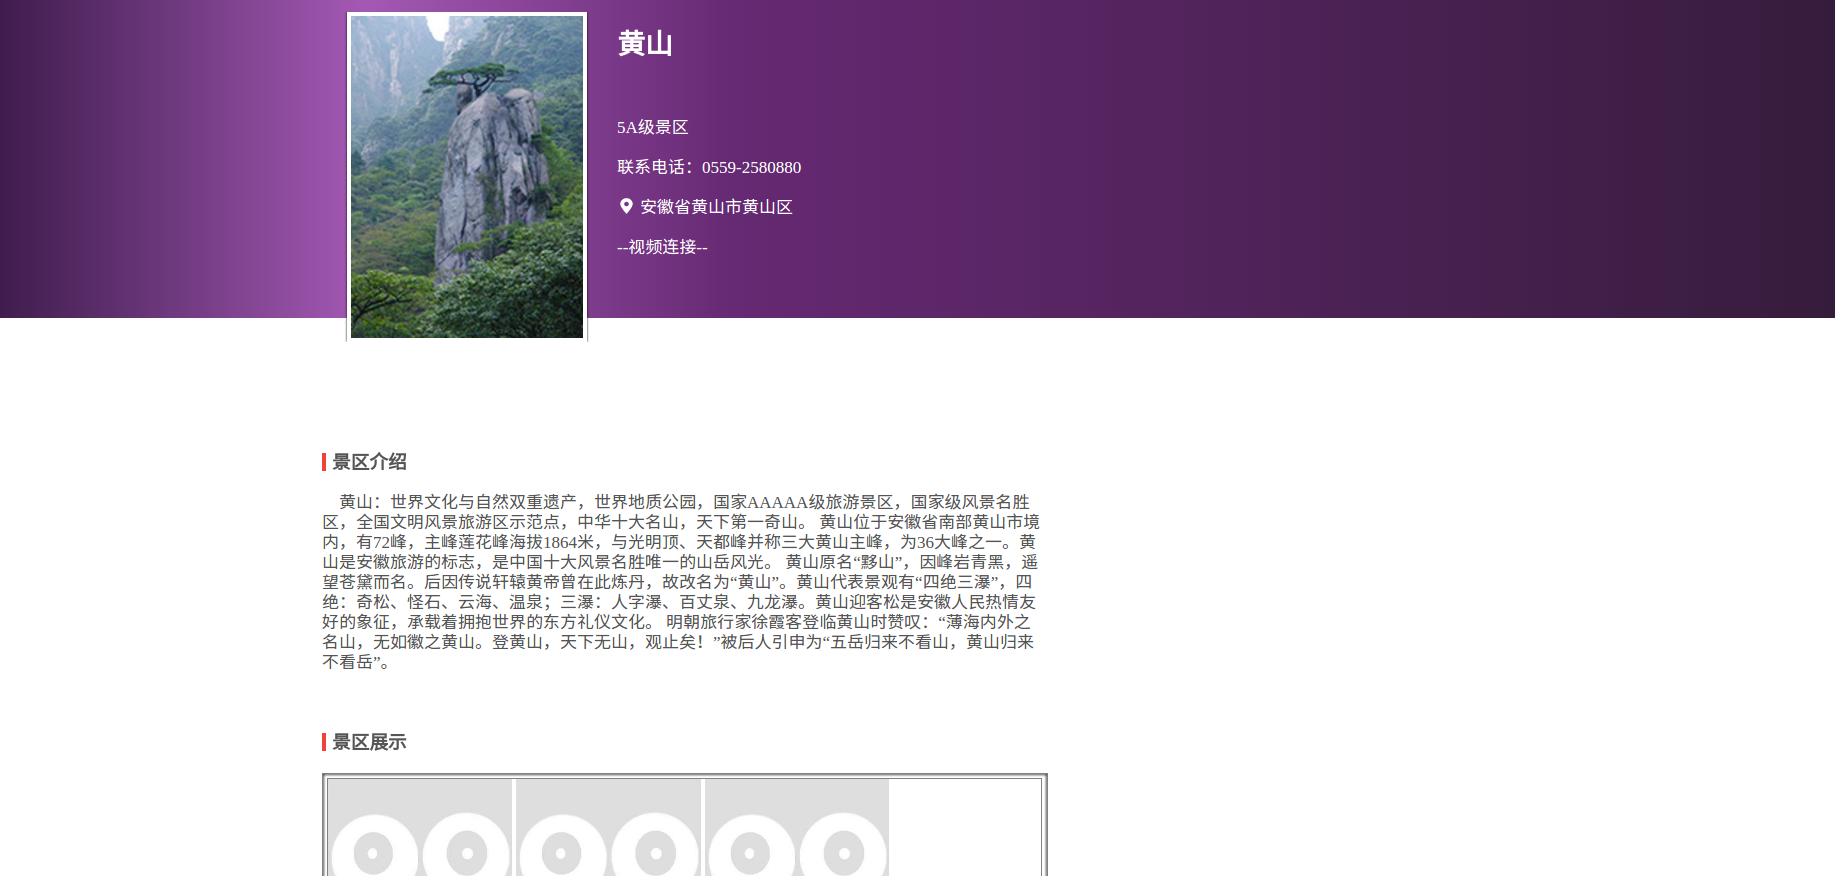 黄山
5A级景区
联系电话：0559-2580880
安徽省黄山市黄山区
--视频连接--
景区介绍
黄山：世界文化与自然双重遗产，世界地质公园，国家AAAAA级旅游景区，国家级风景名胜
区，全国文明风景旅游区示范点，中华十大名山，天下第一奇山。 黄山位于安徽省南部黄山市境
内，有72峰，主峰莲花峰海拔1864米，与光明顶、天都峰并称三大黄山主峰，为36大峰之一。黄
山是安徽旅游的标志，是中国十大风景名胜唯一的山岳风光。 黄山原名“黟山”，因峰岩青黑，遥
望苍黛而名。后因传说轩辕黄帝曾在此炼丹，故改名为“黄山”。黄山代表景观有“四绝三瀑”，四
绝：奇松、怪石、云海、温泉；三瀑：人字瀑、百丈泉、九龙瀑。黄山迎客松是安徽人民热情友
好的象征，承载着拥抱世界的东方礼仪文化。 明朝旅行家徐霞客登临黄山时赞叹：“薄海内外之
名山，无如徽之黄山。登黄山，天下无山，观止矣！”被后人引申为“五岳归来不看山，黄山归来
不看岳”。
景区展示